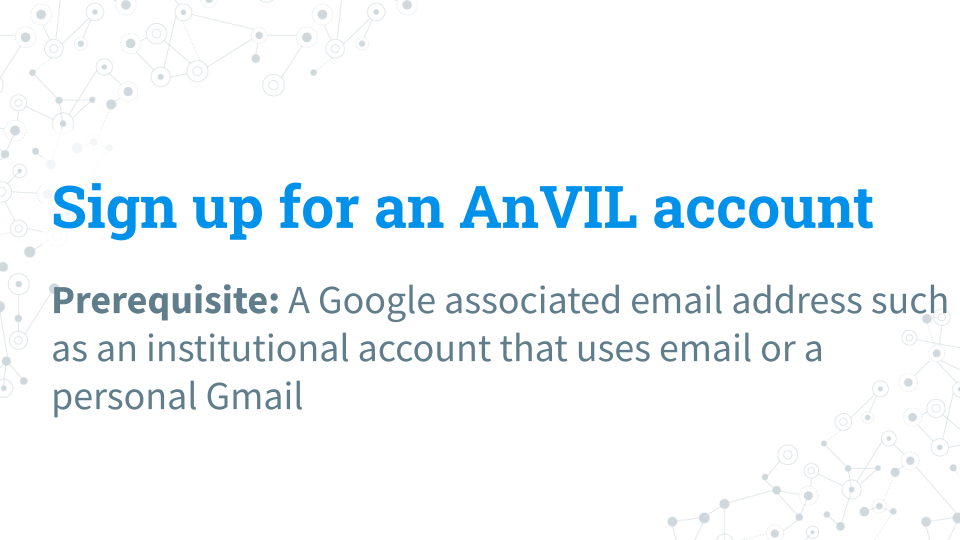 Sign up for an AnVIL account
Prerequisite: A Google associated email address such
as an institutional account that uses email or a
personal Gmail